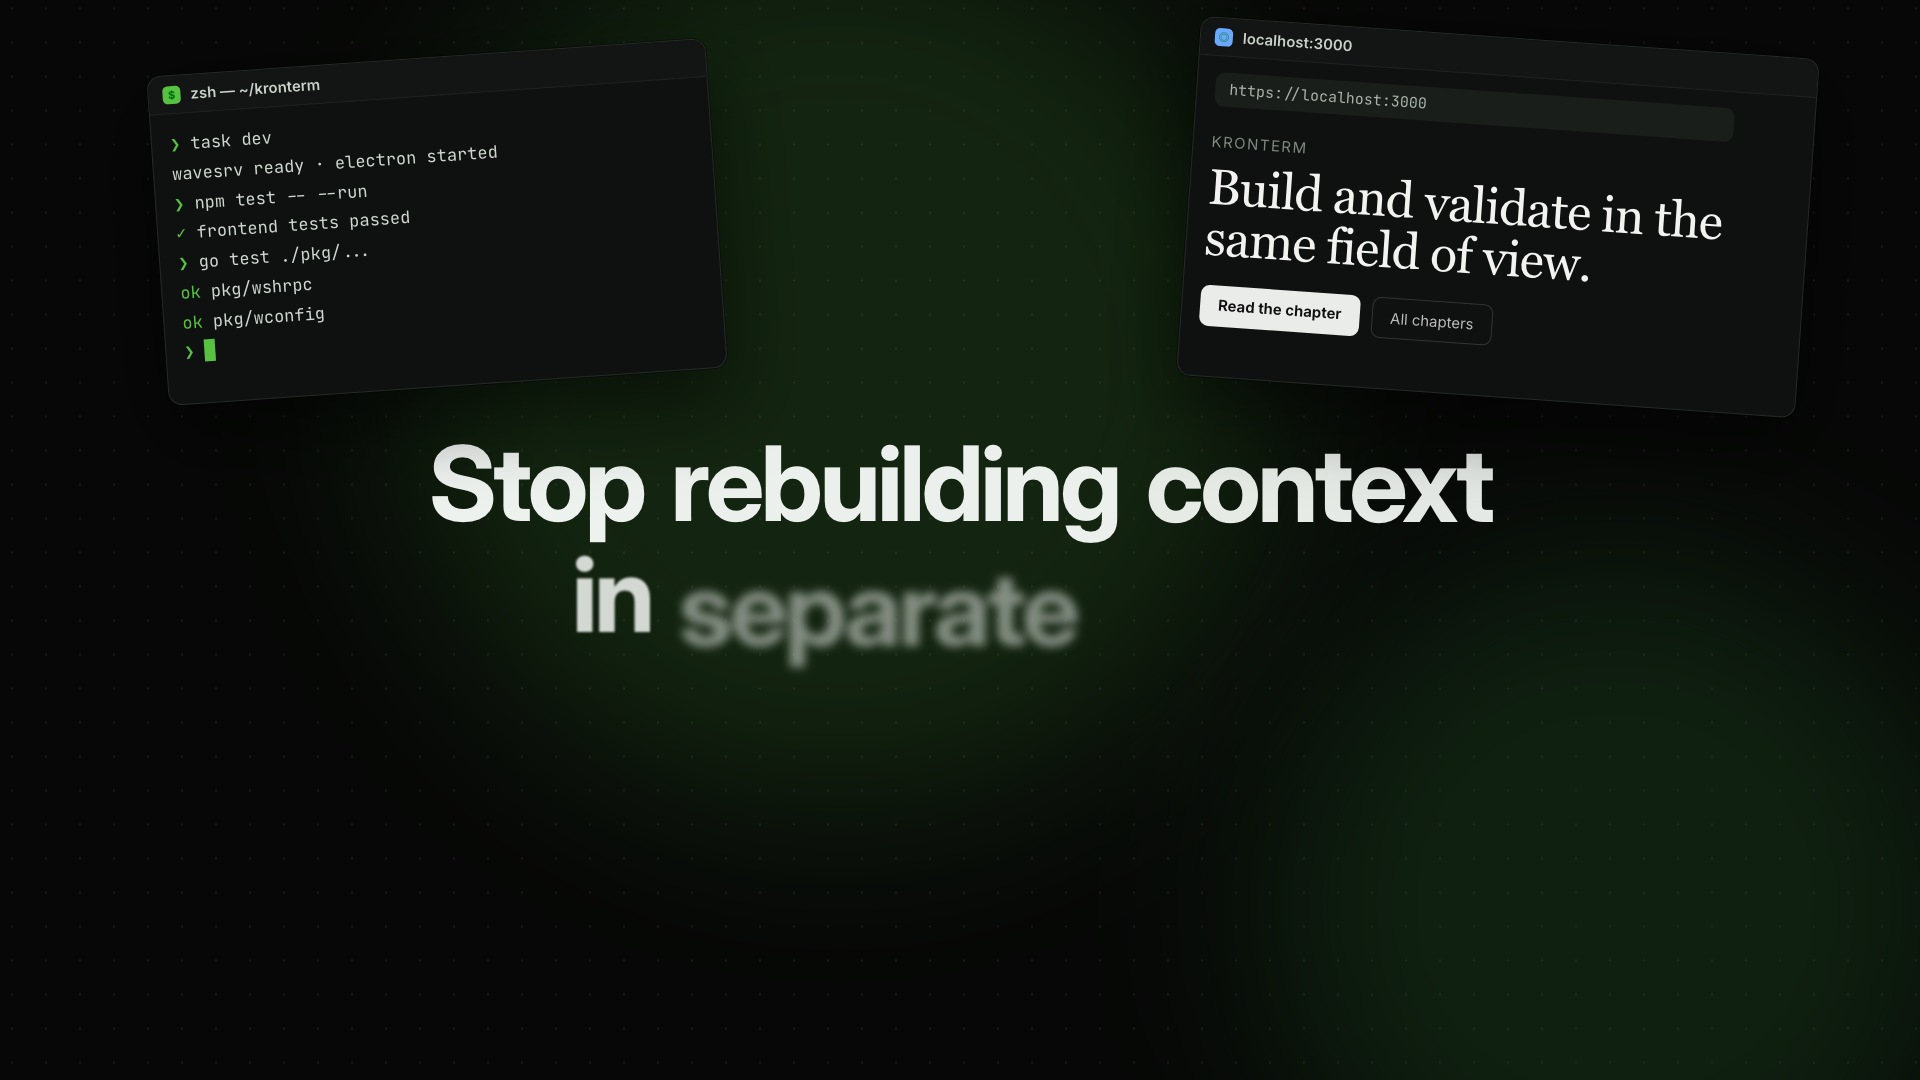 $ zsh — ~/kronterm
❯ task dev
wavesrv ready · electron started
❯ npm test -- --run
✓ frontend tests passed
❯ go test ./pkg/...
ok pkg/wshrpc
ok pkg/wconfig
❯
localhost:3000
https://localhost:3000
KRONTERM
Build and validate in the
same field of view.
Read the chapter
All chapters
Stop rebuilding context
in separate